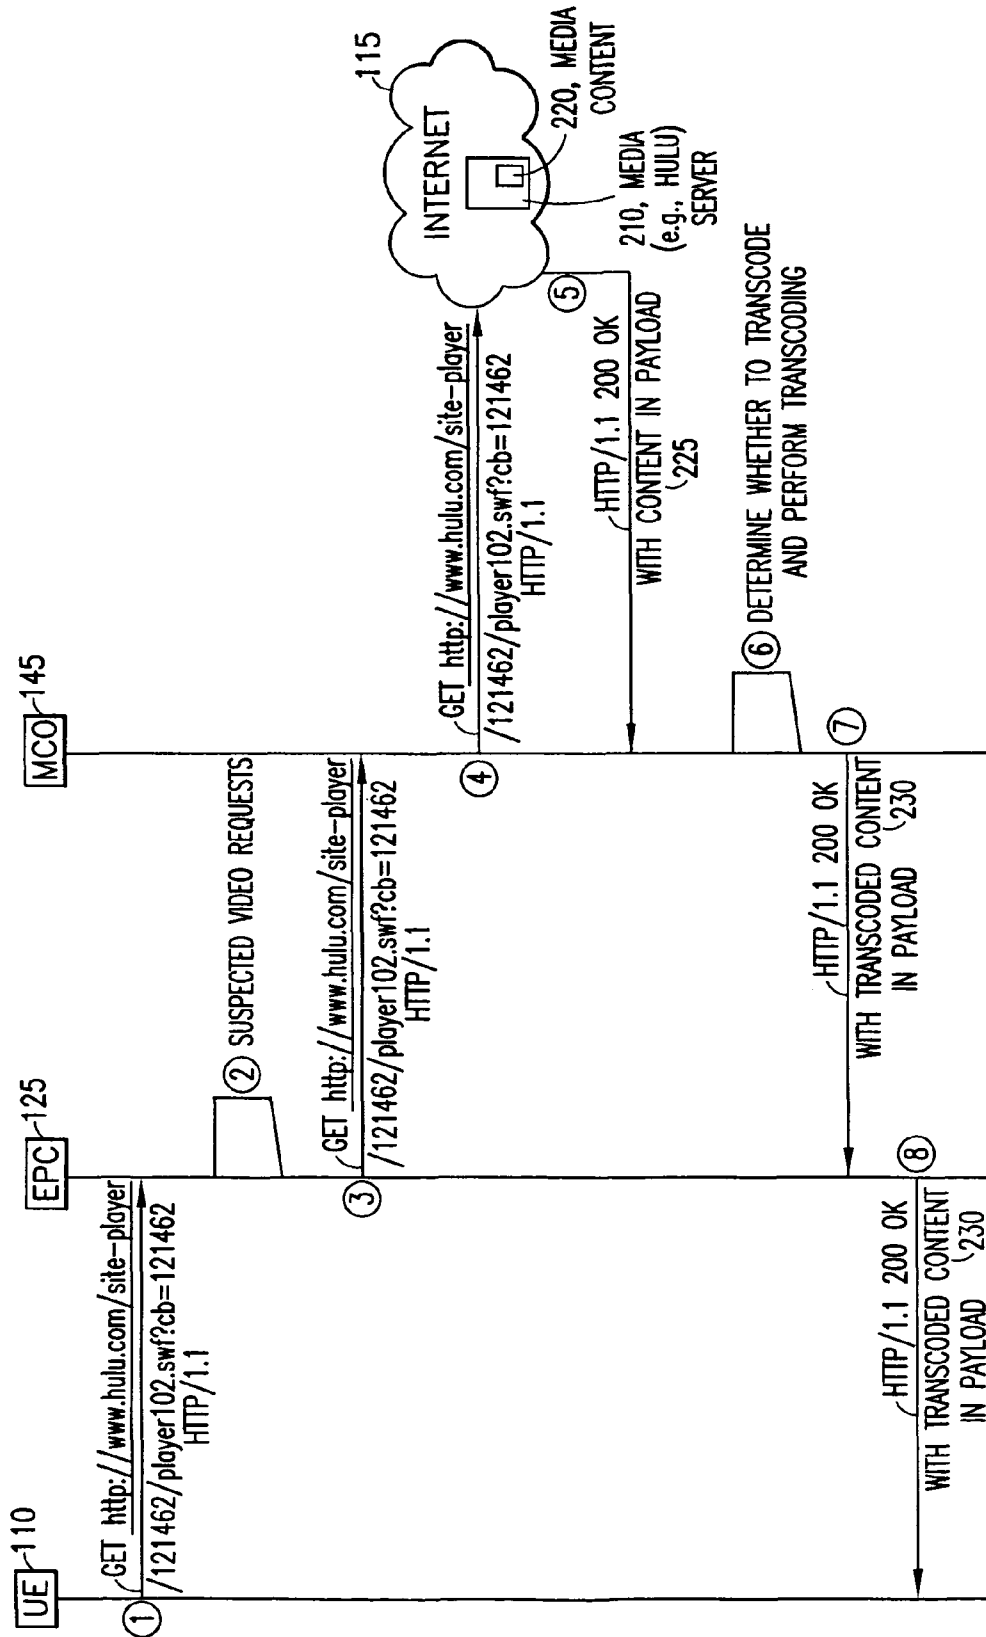 UE
110
EPC
125
MCO
145
1
GET http://www.hulu.com/site-player
/121462/player102.swf?cb=121462
HTTP/1.1
2
SUSPECTED VIDEO REQUESTS
3
GET http://www.hulu.com/site-player
/121462/player102.swf?cb=121462
HTTP/1.1
4
GET http://www.hulu.com/site-player
/121462/player102.swf?cb=121462
HTTP/1.1
INTERNET
115
220, MEDIA
CONTENT
210, MEDIA
(e.g., HULU)
SERVER
5
HTTP/1.1 200 OK
WITH CONTENT IN PAYLOAD
225
6
DETERMINE WHETHER TO TRANSCODE
AND PERFORM TRANSCODING
7
HTTP/1.1 200 OK
WITH TRANSCODED CONTENT
230
IN PAYLOAD
8
HTTP/1.1 200 OK
WITH TRANSCODED CONTENT
230
IN PAYLOAD